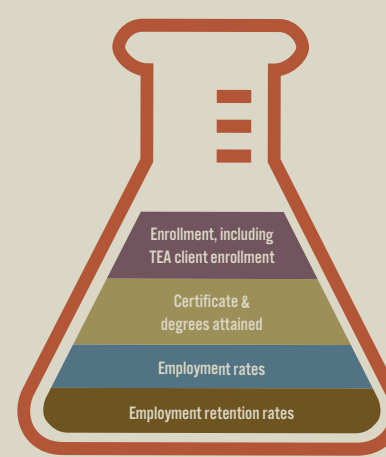 Enrollment, including
TEA client enrollment
Certificate &
degrees attained
Employment rates
Employment retention rates